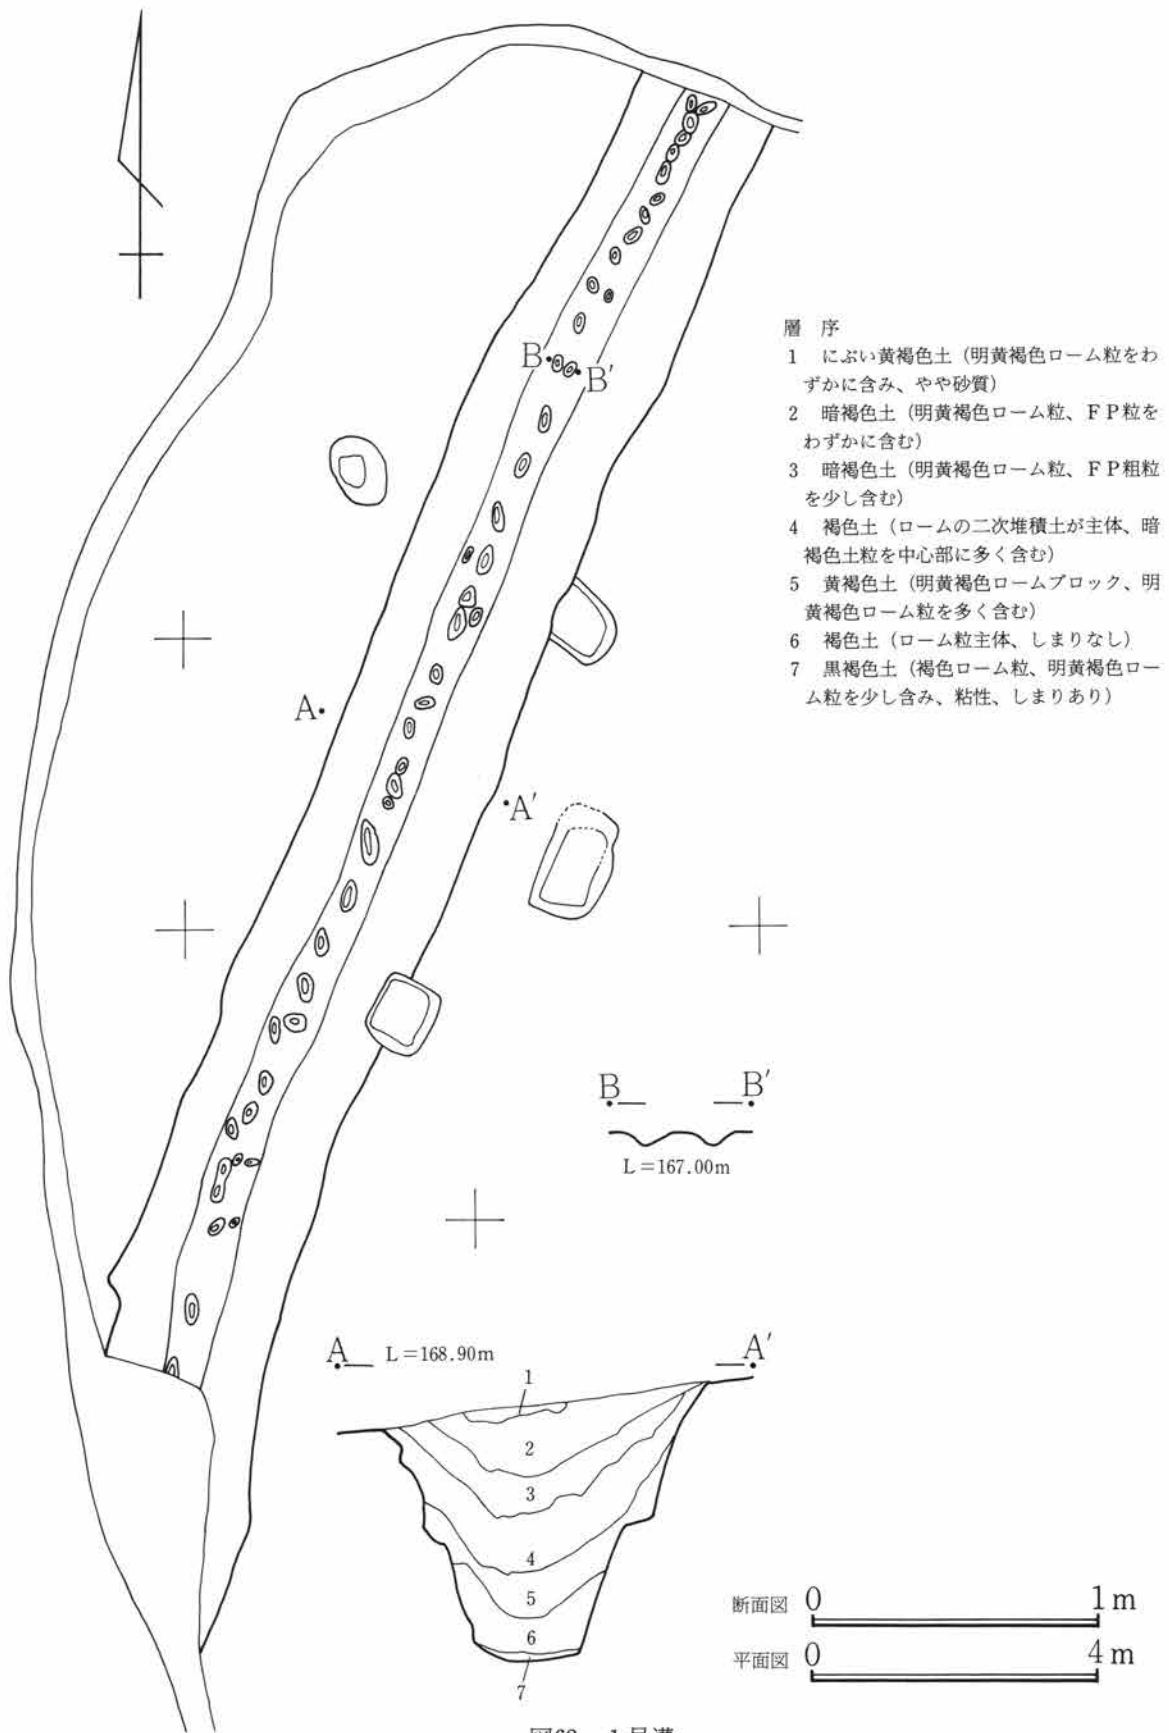 層　序
1　にぶい黄褐色土（明黄褐色ローム粒をわ
ずかに含み、やや砂質）
2　暗褐色土（明黄褐色ローム粒、ＦＰ粒を
わずかに含む）
3　暗褐色土（明黄褐色ローム粒、ＦＰ粗粒
を少し含む）
4　褐色土（ロームの二次堆積土が主体、暗
褐色土粒を中心部に多く含む）
5　黄褐色土（明黄褐色ロームブロック、明
黄褐色ローム粒を多く含む）
6　褐色土（ローム粒主体、しまりなし）
7　黒褐色土（褐色ローム粒、明黄褐色ロー
ム粒を少し含み、粘性、しまりあり）
B
B'
A
A'
B
B'
L=167.00m
A
L=168.90m
A'
1
2
3
4
5
6
7
断面図 0 1m
平面図 0 4m